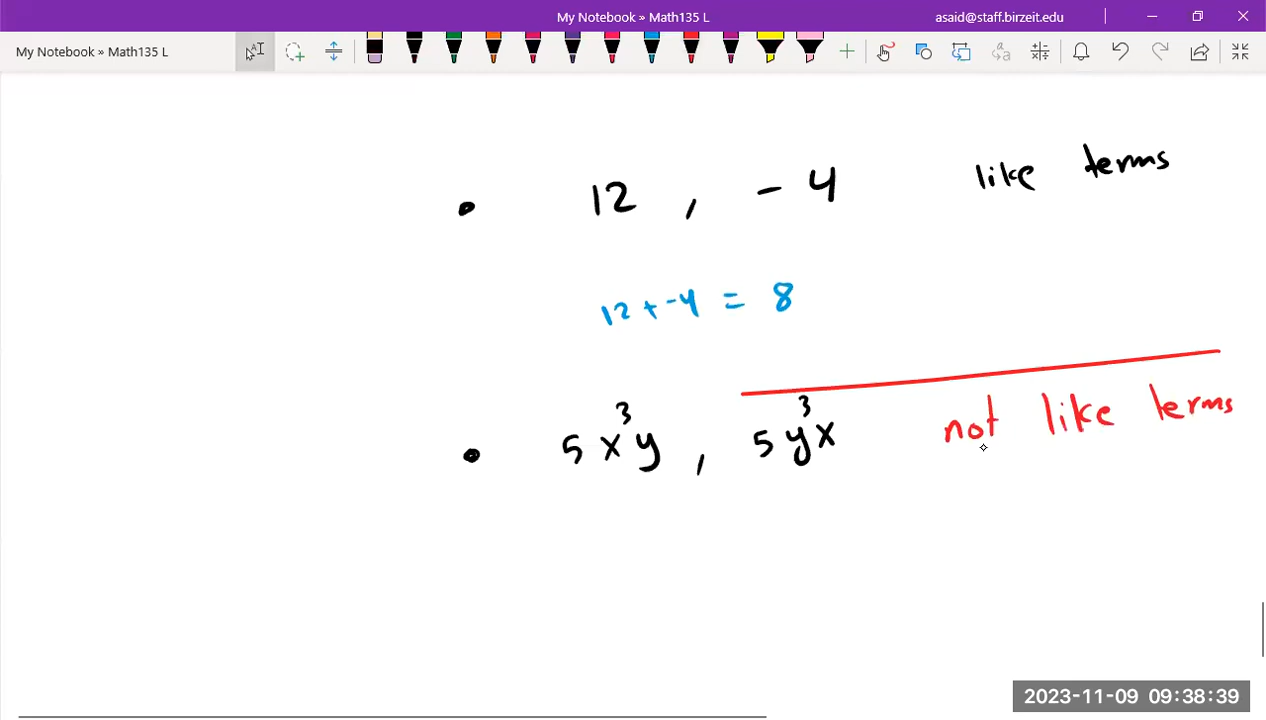 My Notebook » Math135 L asaid@staff.birzeit.edu
My Notebook » Math135 L
• 12 , - 4 like terms
12 + -4 = 8
• 5x³y , 5y³x not like terms
2023-11-09 09:38:39